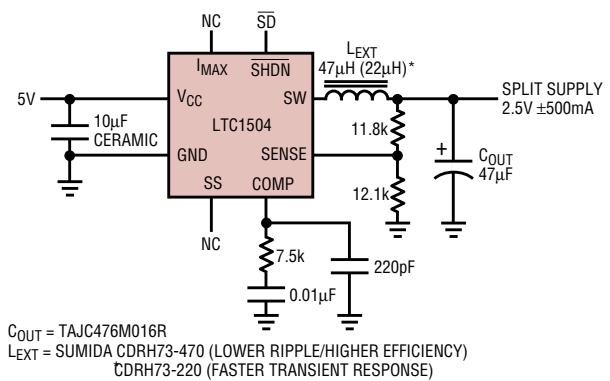 NC
SD
IMAX
SHDN
LEXT
47µH (22µH)*
5V
VCC
SW
SPLIT SUPPLY
2.5V ±500mA
10µF
CERAMIC
LTC1504
11.8k
GND
SENSE
+
COUT
47µF
SS
COMP
12.1k
NC
7.5k
220pF
0.01µF
COUT = TAJC476M016R
LEXT = SUMIDA CDRH73-470 (LOWER RIPPLE/HIGHER EFFICIENCY)
*CDRH73-220 (FASTER TRANSIENT RESPONSE)